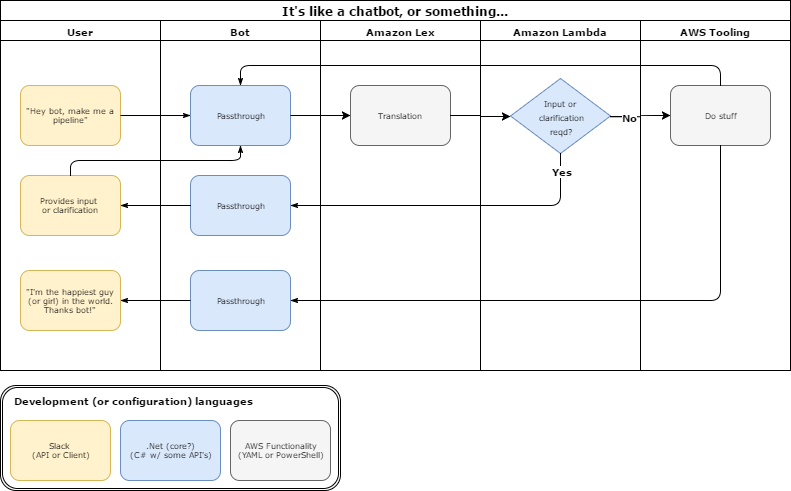 It's like a chatbot, or something...
User
Bot
Amazon Lex
Amazon Lambda
AWS Tooling
"Hey bot, make me a
pipeline"
Passthrough
Translation
Input or
clarification
reqd?
No
Do stuff
Yes
Provides input
or clarification
Passthrough
"I'm the happiest guy
(or girl) in the world.
Thanks bot!"
Passthrough
Development (or configuration) languages
Slack
(API or Client)
.Net (core?)
(C# w/ some API's)
AWS Functionality
(YAML or PowerShell)